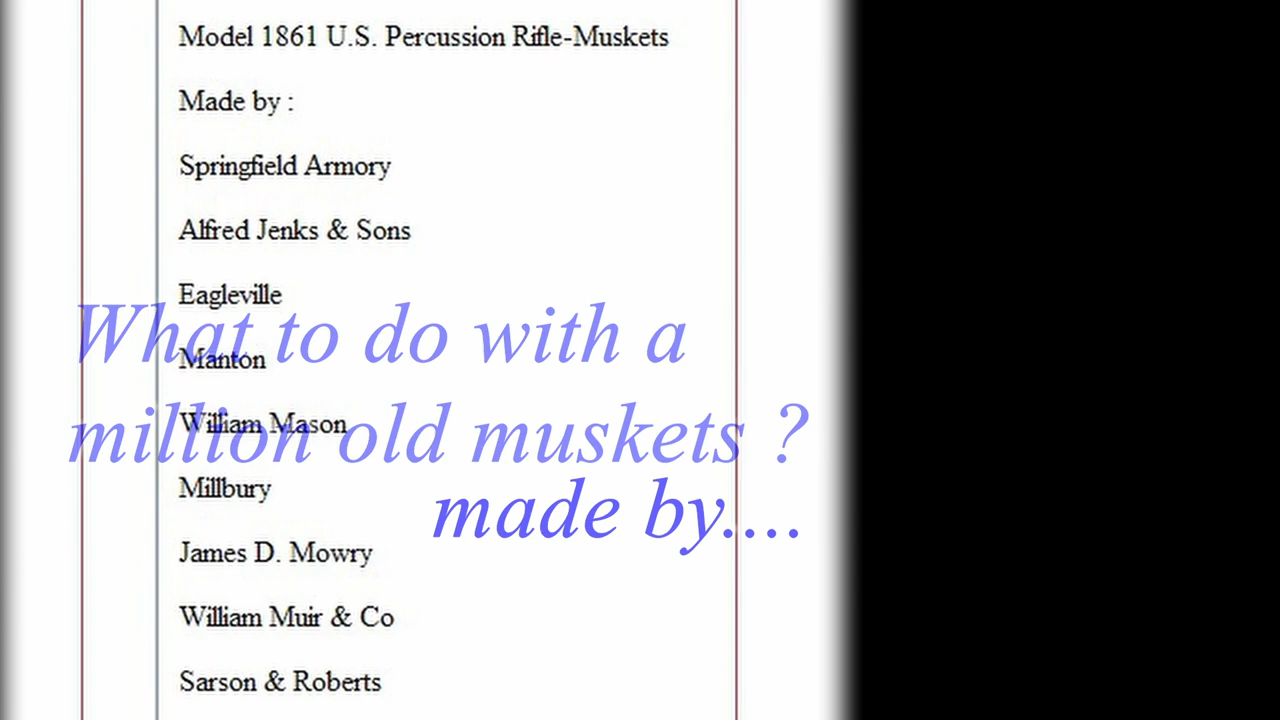 Model 1861 U.S. Percussion Rifle-Muskets
Made by :
Springfield Armory
Alfred Jenks & Sons
Eagleville
Manton
William Mason
Millbury
James D. Mowry
William Muir & Co
Sarson & Roberts
What to do with a
million old muskets ?
made by....